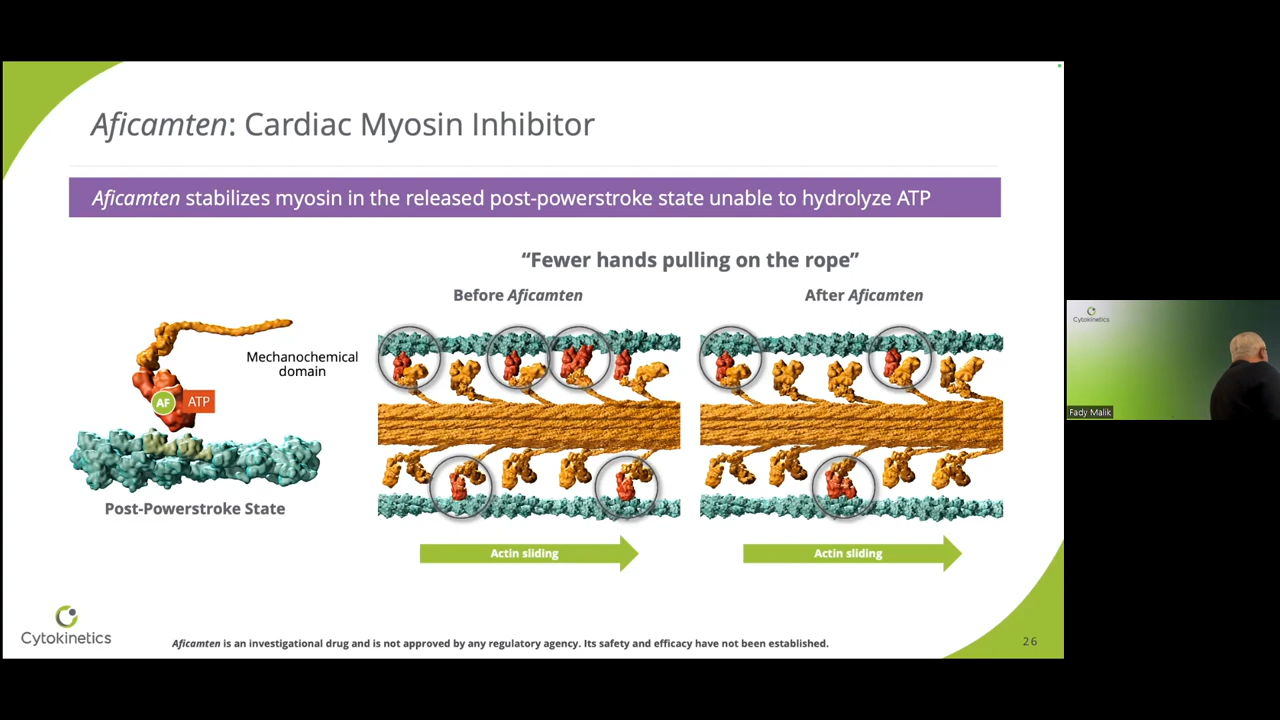 Aficamten: Cardiac Myosin Inhibitor
Aficamten stabilizes myosin in the released post-powerstroke state unable to hydrolyze ATP
“Fewer hands pulling on the rope”
Before Aficamten
After Aficamten
Mechanochemical
domain
AF
ATP
Post-Powerstroke State
Actin sliding
Actin sliding
Cytokinetics
Aficamten is an investigational drug and is not approved by any regulatory agency. Its safety and efficacy have not been established.
26
Cytokinetics
Fady Malik